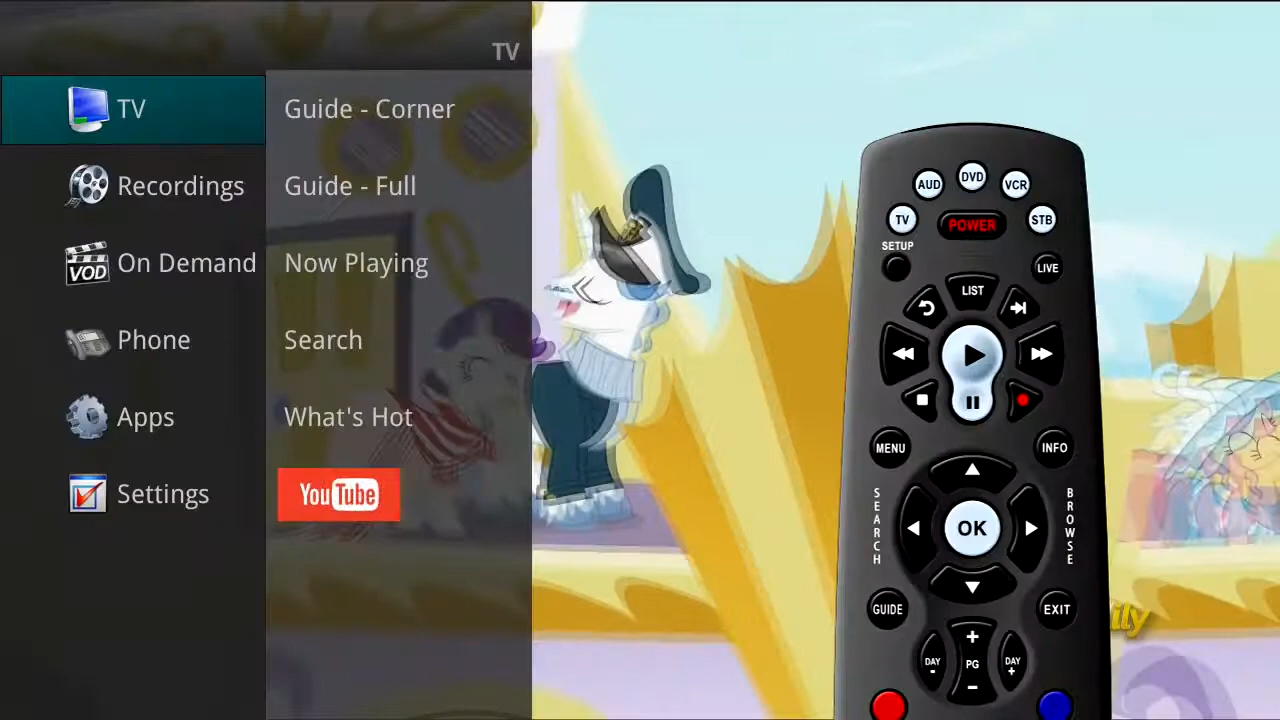 TV
TV
Recordings
On Demand
VOD
Phone
Apps
Settings
Guide - Corner
Guide - Full
Now Playing
Search
What's Hot
YouTube
AUD
DVD
VCR
TV
POWER
STB
SETUP
LIVE
LIST
MENU
INFO
SEARCH
OK
BROWSE
GUIDE
EXIT
DAY -
+ PG -
DAY +
ily